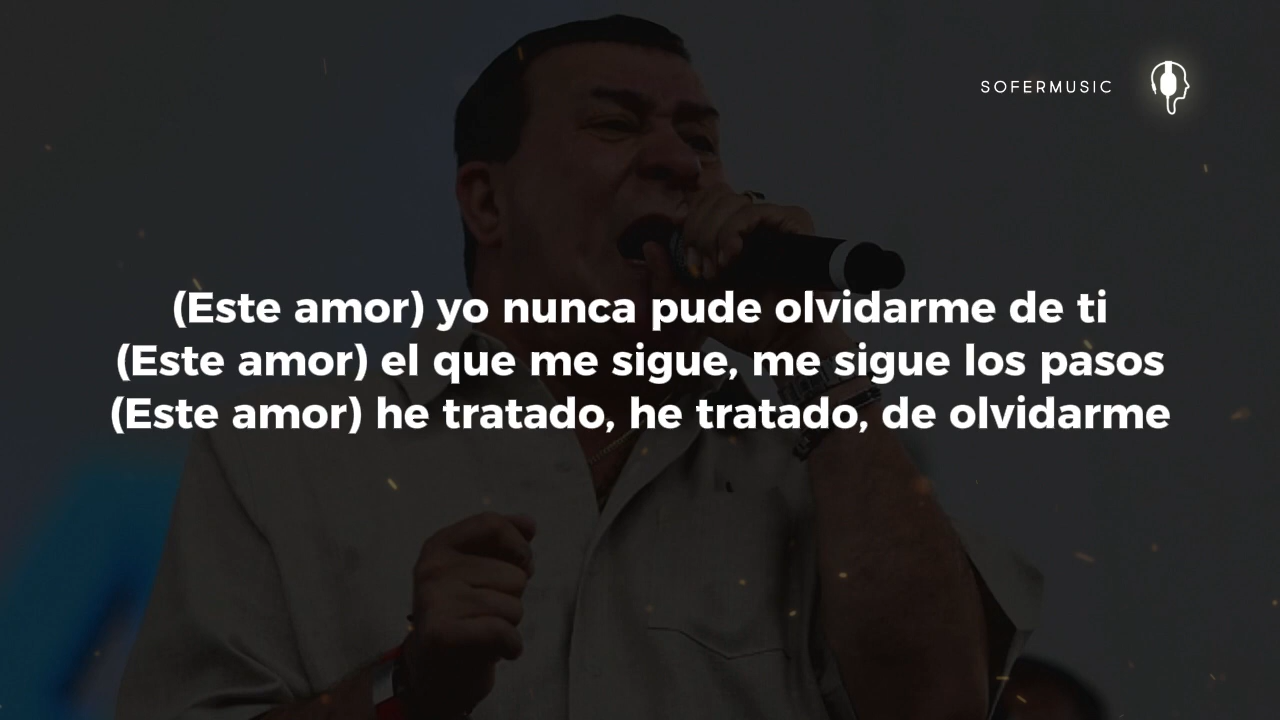 SOFERMUSIC
(Este amor) yo nunca pude olvidarme de ti
(Este amor) el que me sigue, me sigue los pasos
(Este amor) he tratado, he tratado, de olvidarme